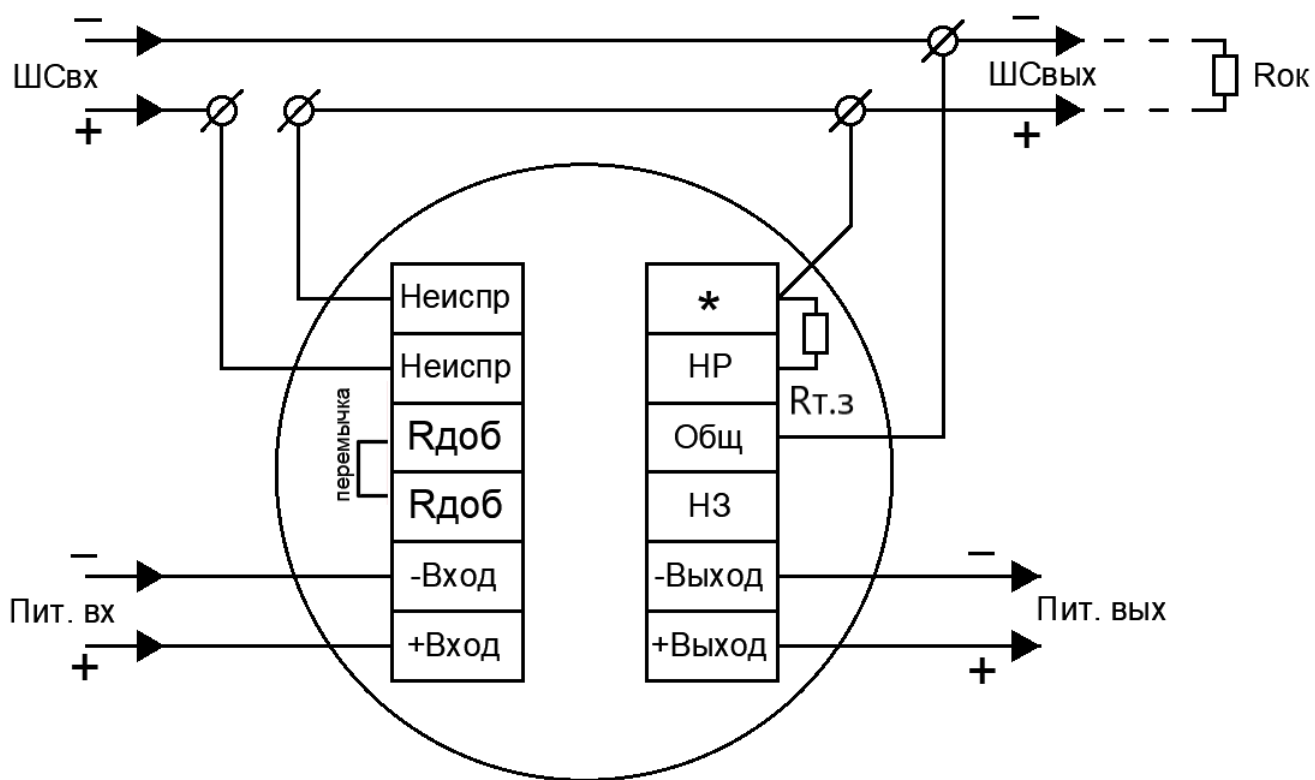 −
−
ШСвх
ШСвых
Rок
+
+
Неиспр
*
Неиспр
НР
Rт.з
перемычка
Rдоб
Общ
Rдоб
НЗ
−
-Вход
-Выход
−
Пит. вх
Пит. вых
+
+Вход
+Выход
+